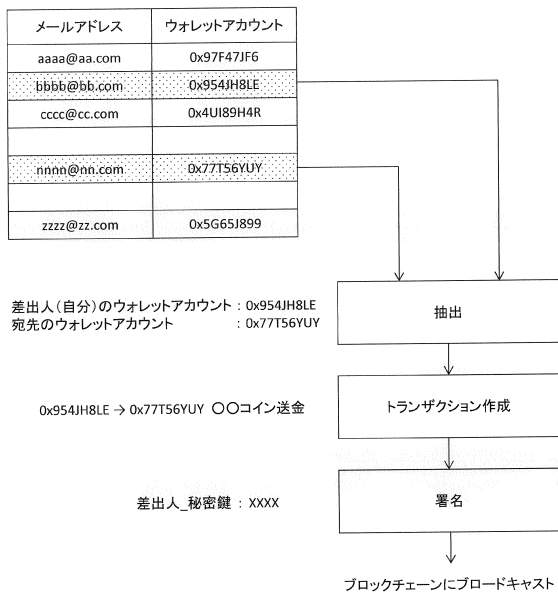 メールアドレス ウォレットアカウント
aaaa@aa.com 0x97F47JF6
bbbb@bb.com 0x954JH8LE
cccc@cc.com 0x4UI89H4R
nnnn@nn.com 0x77T56YUY
zzzz@zz.com 0x5G65J899
差出人(自分)のウォレットアカウント : 0x954JH8LE
宛先のウォレットアカウント : 0x77T56YUY
抽出
0x954JH8LE → 0x77T56YUY 〇〇コイン送金
トランザクション作成
差出人_秘密鍵 : XXXX
署名
ブロックチェーンにブロードキャスト